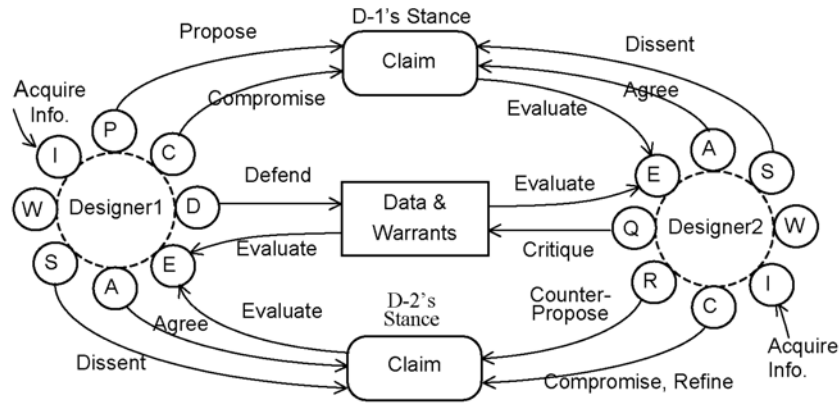 D-1's Stance
Propose
Claim
Dissent
Acquire
Info.
Compromise
Agree
Evaluate
P
I
C
W
Designer1
D
S
A
E
Defend
Data &
Warrants
Evaluate
Evaluate
Critique
A
E
S
Q
Designer2
W
R
C
I
D-2's
Stance
Evaluate
Counter-
Propose
Agree
Claim
Dissent
Acquire
Info.
Compromise, Refine